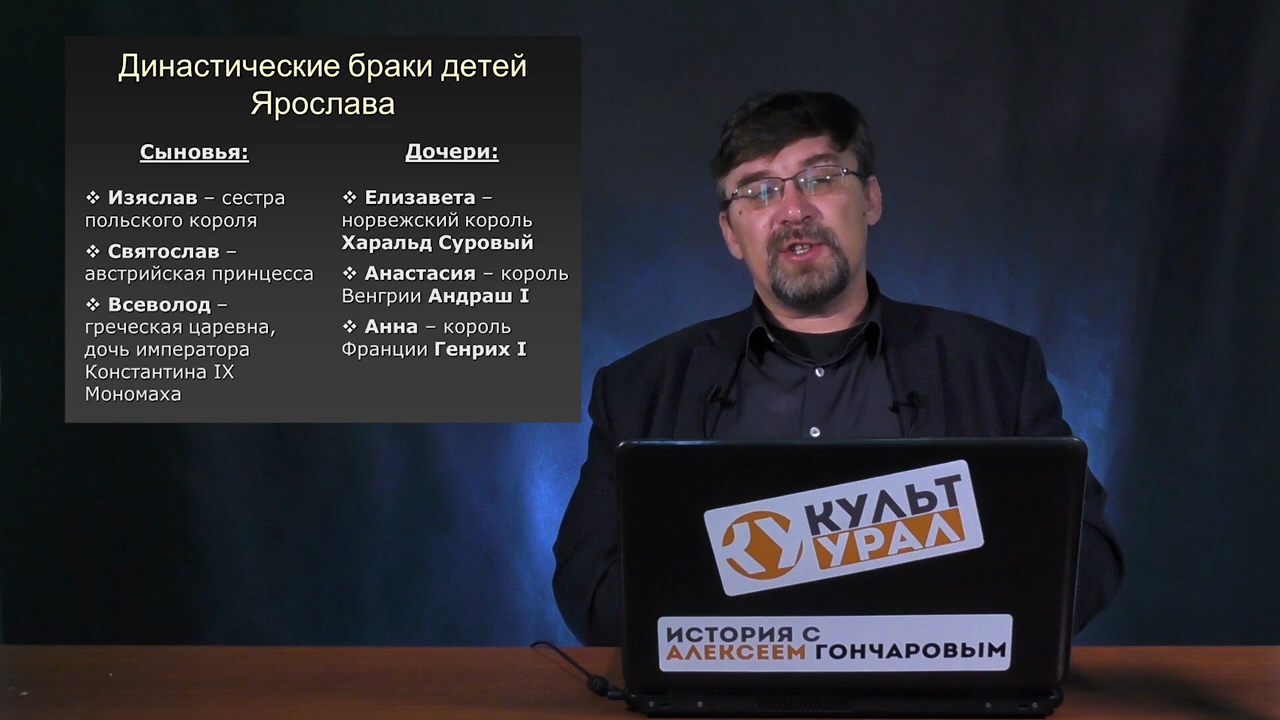 Династические браки детей
Ярослава
Сыновья:
❖ Изяслав – сестра
польского короля
❖ Святослав –
австрийская принцесса
❖ Всеволод –
греческая царевна,
дочь императора
Константина IX
Мономаха
Дочери:
❖ Елизавета –
норвежский король
Харальд Суровый
❖ Анастасия – король
Венгрии Андраш I
❖ Анна – король
Франции Генрих I
КУ КУЛЬТ
УРАЛ
ИСТОРИЯ С
АЛЕКСЕЕМ ГОНЧАРОВЫМ